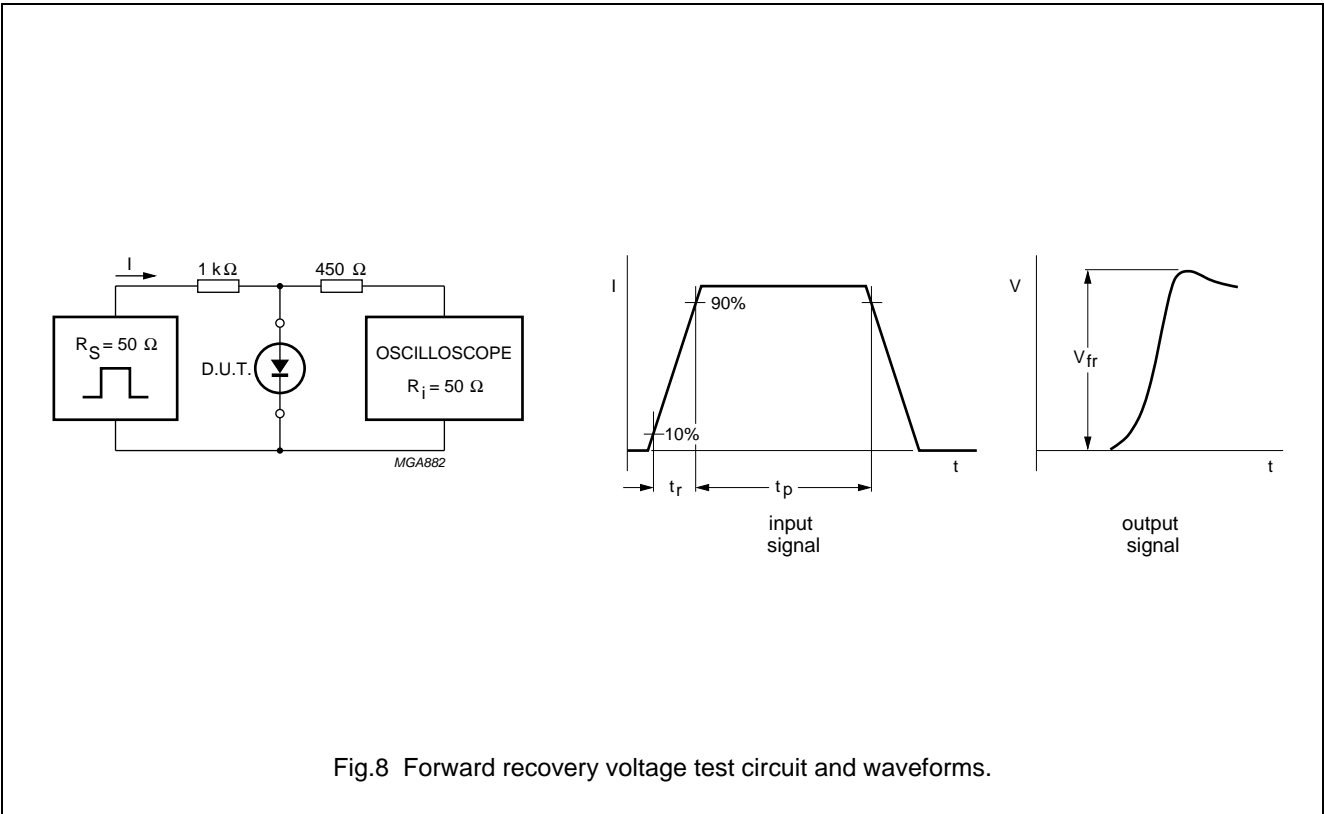 I
1 kΩ
450 Ω
RS = 50 Ω
D.U.T.
OSCILLOSCOPE
Ri = 50 Ω
MGA882
I
90%
10%
t
tr
tp
input
signal
V
Vfr
t
output
signal
Fig.8 Forward recovery voltage test circuit and waveforms.